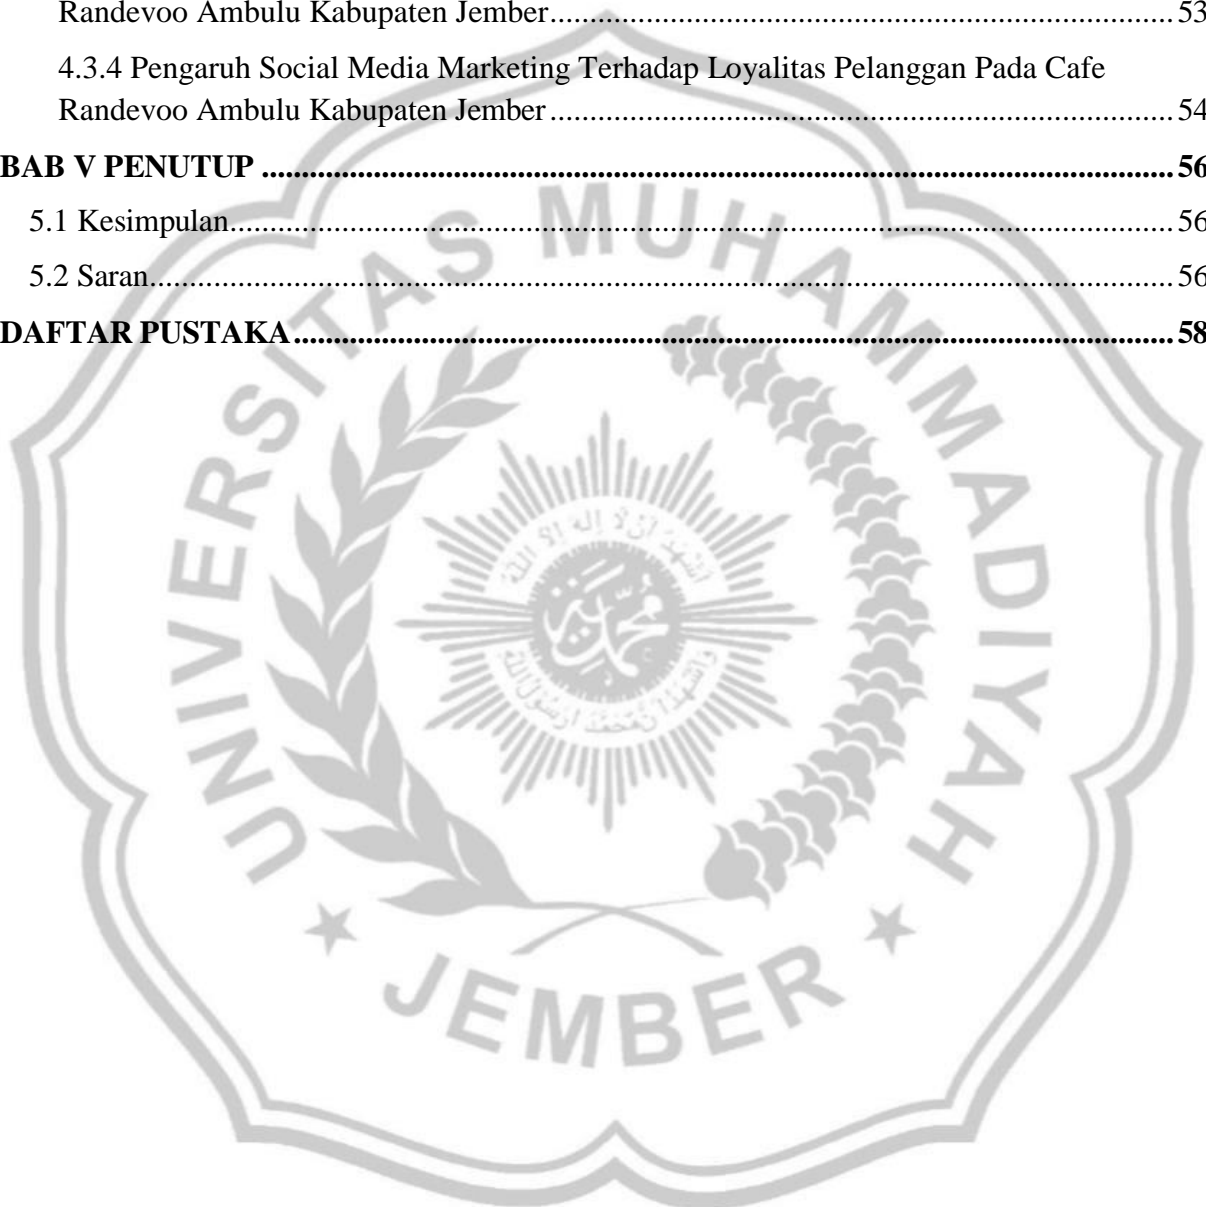 Randevoo Ambulu Kabupaten Jember.......................................................................... 53
4.3.4 Pengaruh Social Media Marketing Terhadap Loyalitas Pelanggan Pada Cafe
Randevoo Ambulu Kabupaten Jember.......................................................................... 54
BAB V PENUTUP .......................................................................... 56
5.1 Kesimpulan.......................................................................... 56
5.2 Saran.......................................................................... 56
DAFTAR PUSTAKA.......................................................................... 58
UNIVERSITAS MUHAMMADIYAH
JEMBER